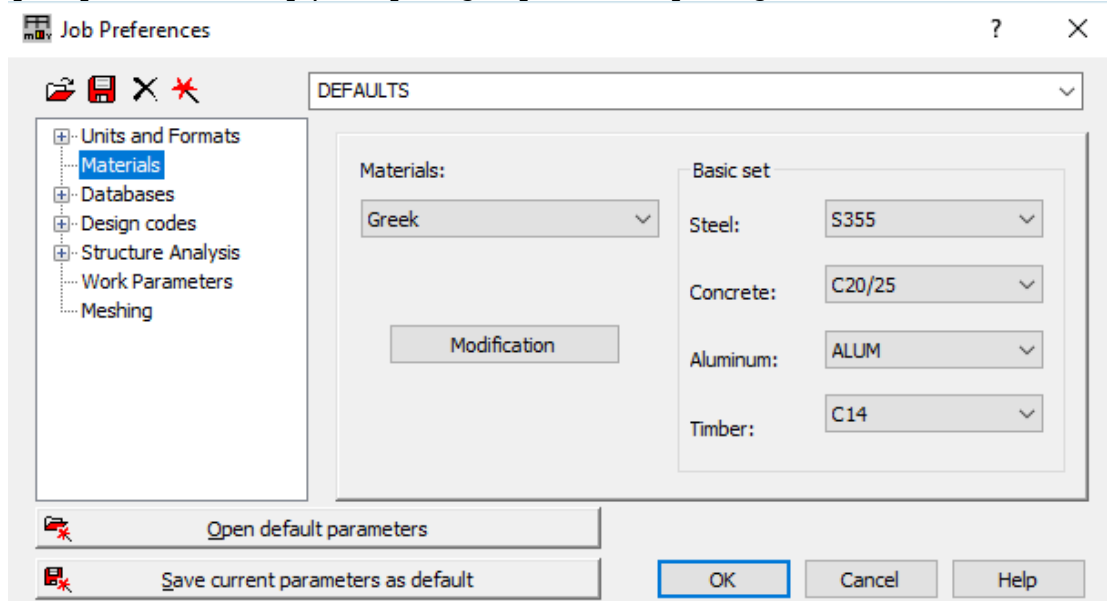 Job Preferences
DEFAULTS
Units and Formats
Materials
Databases
Design codes
Structure Analysis
Work Parameters
Meshing
Materials:
Greek
Modification
Basic set
Steel:
S355
Concrete:
C20/25
Aluminum:
ALUM
Timber:
C14
Open default parameters
Save current parameters as default
OK
Cancel
Help